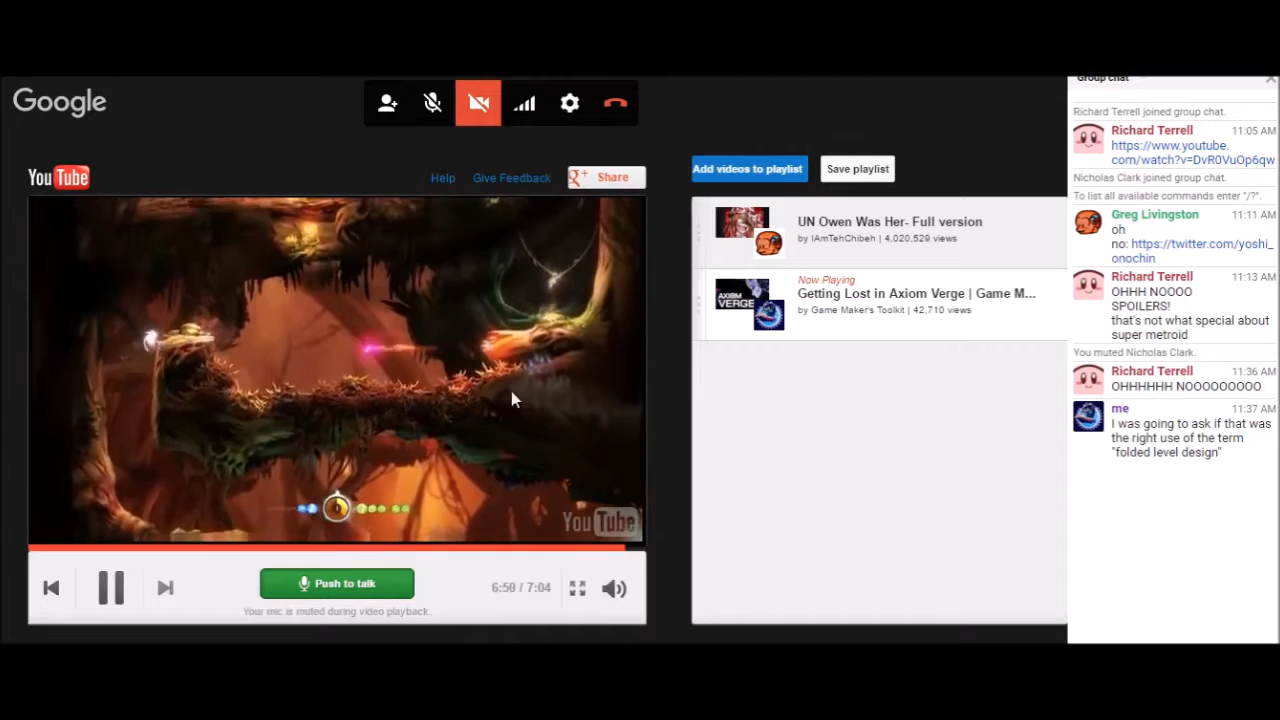 Google
YouTube
Help
Give Feedback
g+ Share
YouTube
Push to talk
6:59 / 7:04
Your mic is muted during video playback.
Add videos to playlist
Save playlist
UN Owen Was Her- Full version
by IAmTehChibeh | 4,020,529 views
Now Playing
AXIOM
VERGE
Getting Lost in Axiom Verge | Game M...
by Game Maker's Toolkit | 42,710 views
Group chat
Richard Terrell joined group chat.
Richard Terrell 11:05 AM
https://www.youtube.
com/watch?v=DvR0VuOp6qw
Nicholas Clark joined group chat.
To list all available commands enter "/?".
Greg Livingston 11:11 AM
oh
no: https://twitter.com/yoshi_
onochin
Richard Terrell 11:13 AM
OHHH NOOOO
SPOILERS!
that's not what special about
super metroid
You muted Nicholas Clark.
Richard Terrell 11:36 AM
OHHHHHH NOOOOOOOOO
me 11:37 AM
I was going to ask if that was
the right use of the term
"folded level design"